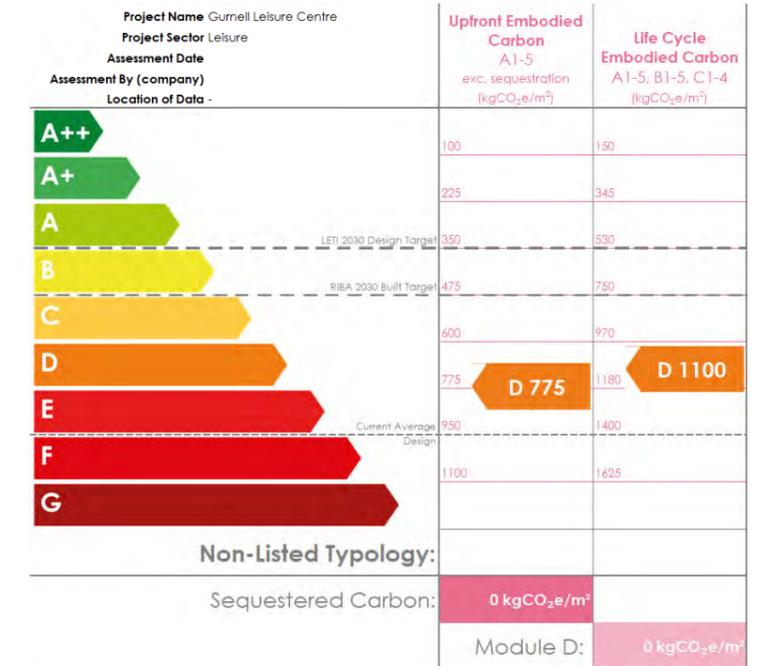 Project Name Gurnell Leisure Centre
Project Sector Leisure
Assessment Date
Assessment By (company)
Location of Data -
Upfront Embodied
Carbon
A1-5
exc. sequestration
(kgCO₂e/m²)
Life Cycle
Embodied Carbon
A1-5, B1-5, C1-4
(kgCO₂e/m²)
A++
100
150
A+
225
345
A
LETI 2030 Design Target 350
530
B
RIBA 2030 Built Target 475
750
C
600
970
D
775
D 775
1180
D 1100
E
Current Average
Design
950
1400
F
1100
1625
G
Non-Listed Typology:
Sequestered Carbon:
0 kgCO₂e/m²
Module D:
0 kgCO₂e/m²